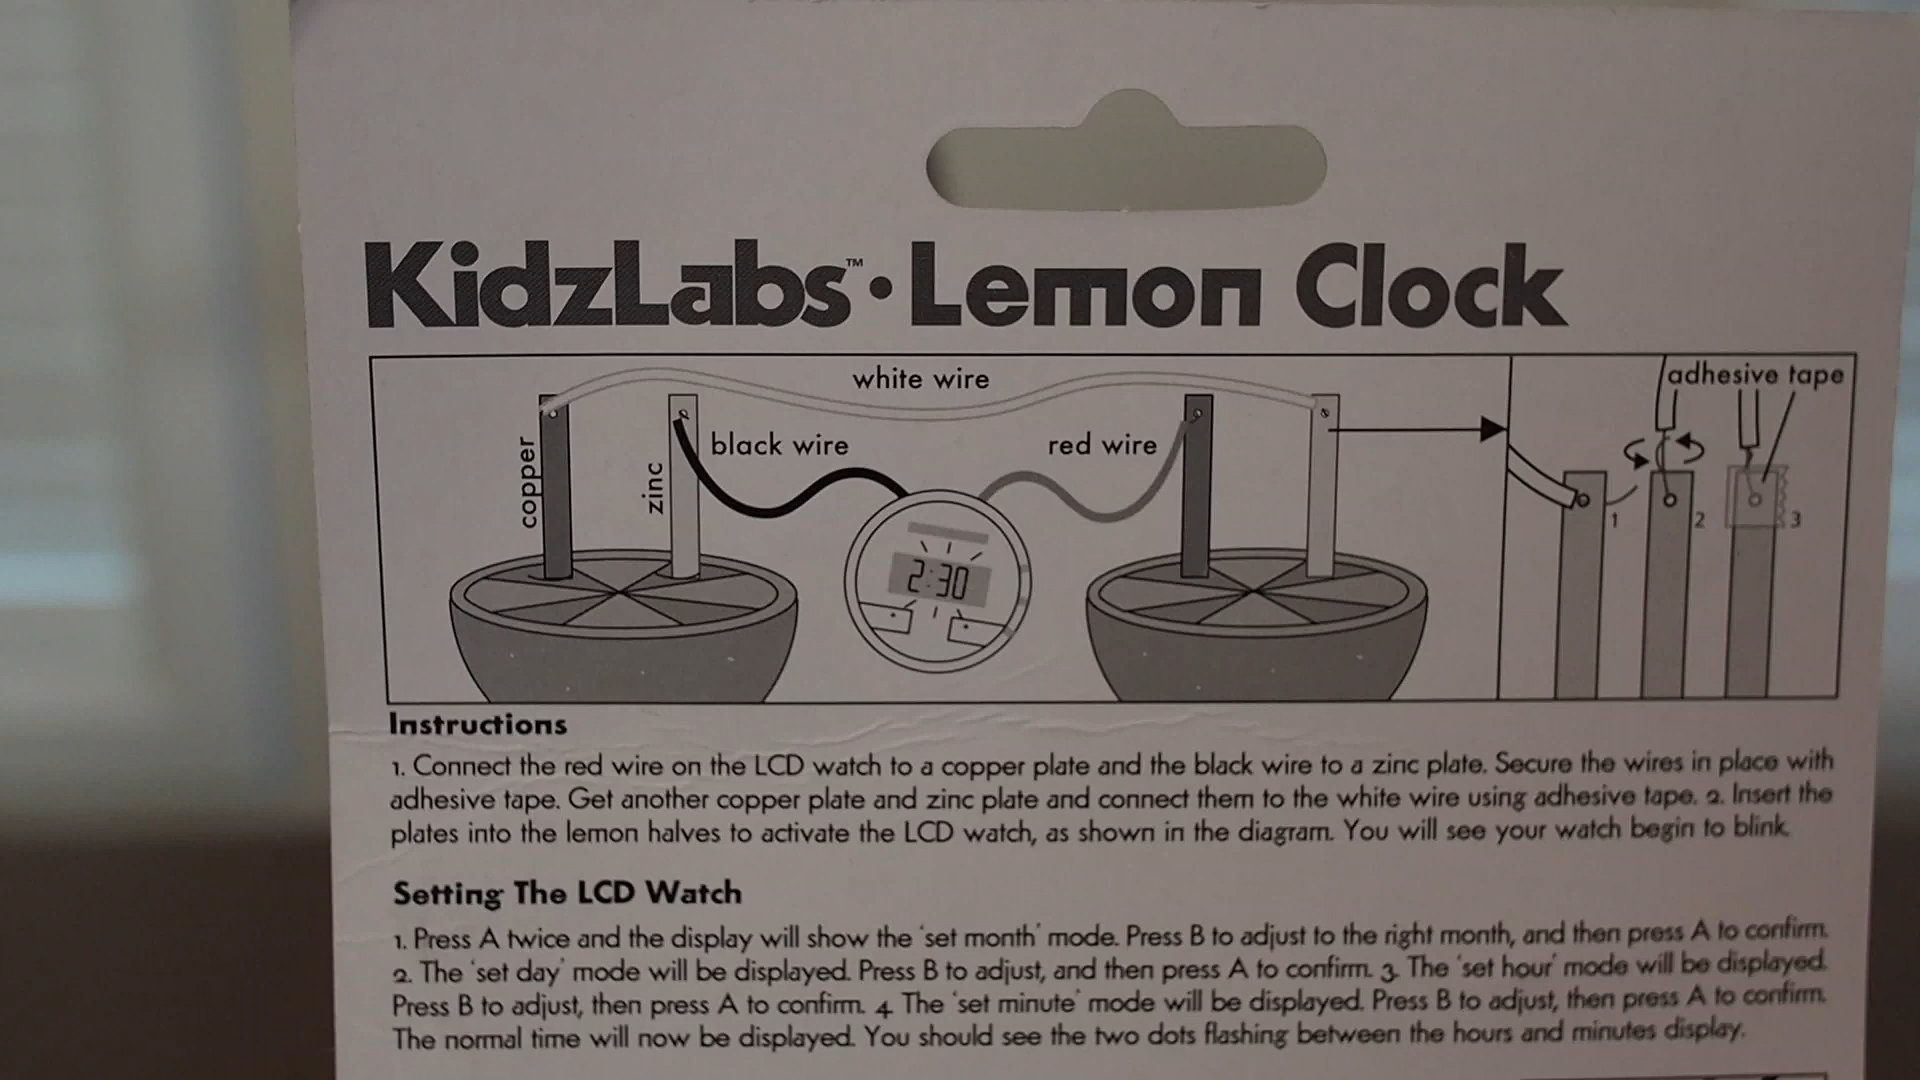 KidzLabs™•Lemon Clock
white wire
adhesive tape
black wire
red wire
copper
zinc
2:30
1
2
3
Instructions
1. Connect the red wire on the LCD watch to a copper plate and the black wire to a zinc plate. Secure the wires in place with
adhesive tape. Get another copper plate and zinc plate and connect them to the white wire using adhesive tape. 2. Insert the
plates into the lemon halves to activate the LCD watch, as shown in the diagram. You will see your watch begin to blink.
Setting The LCD Watch
1. Press A twice and the display will show the 'set month' mode. Press B to adjust to the right month, and then press A to confirm.
2. The 'set day' mode will be displayed. Press B to adjust, and then press A to confirm. 3. The 'set hour' mode will be displayed.
Press B to adjust, then press A to confirm. 4. The 'set minute' mode will be displayed. Press B to adjust, then press A to confirm.
The normal time will now be displayed. You should see the two dots flashing between the hours and minutes display.